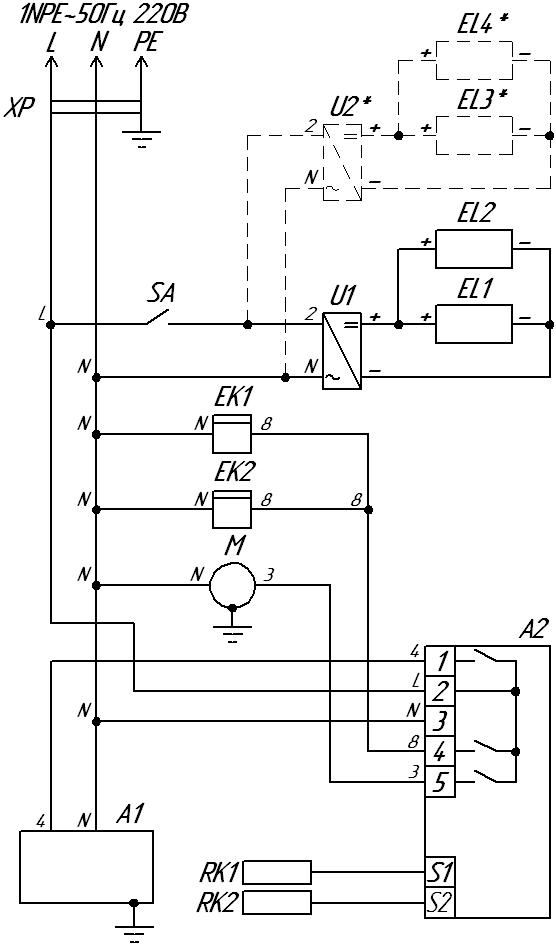 1NPE~50Гц 220В
L N PE
XP
EL4*
+ −
U2*
EL3*
2 = + + −
N ~ −
EL2
+ −
SA U1 EL1
L 2 = + + −
N N ~ −
EK1
N N 8
EK2
N N 8 8
M
N N 3
A2
4 1
L 2
N N 3
8 4
3 5
A1
4 N
RK1 S1
RK2 S2